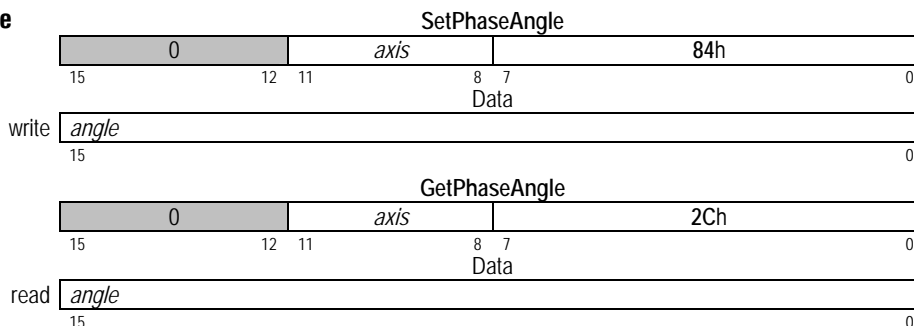 e
SetPhaseAngle
0 axis 84h
15 12 11 8 7 0
Data
write angle
15 0
GetPhaseAngle
0 axis 2Ch
15 12 11 8 7 0
Data
read angle
15 0